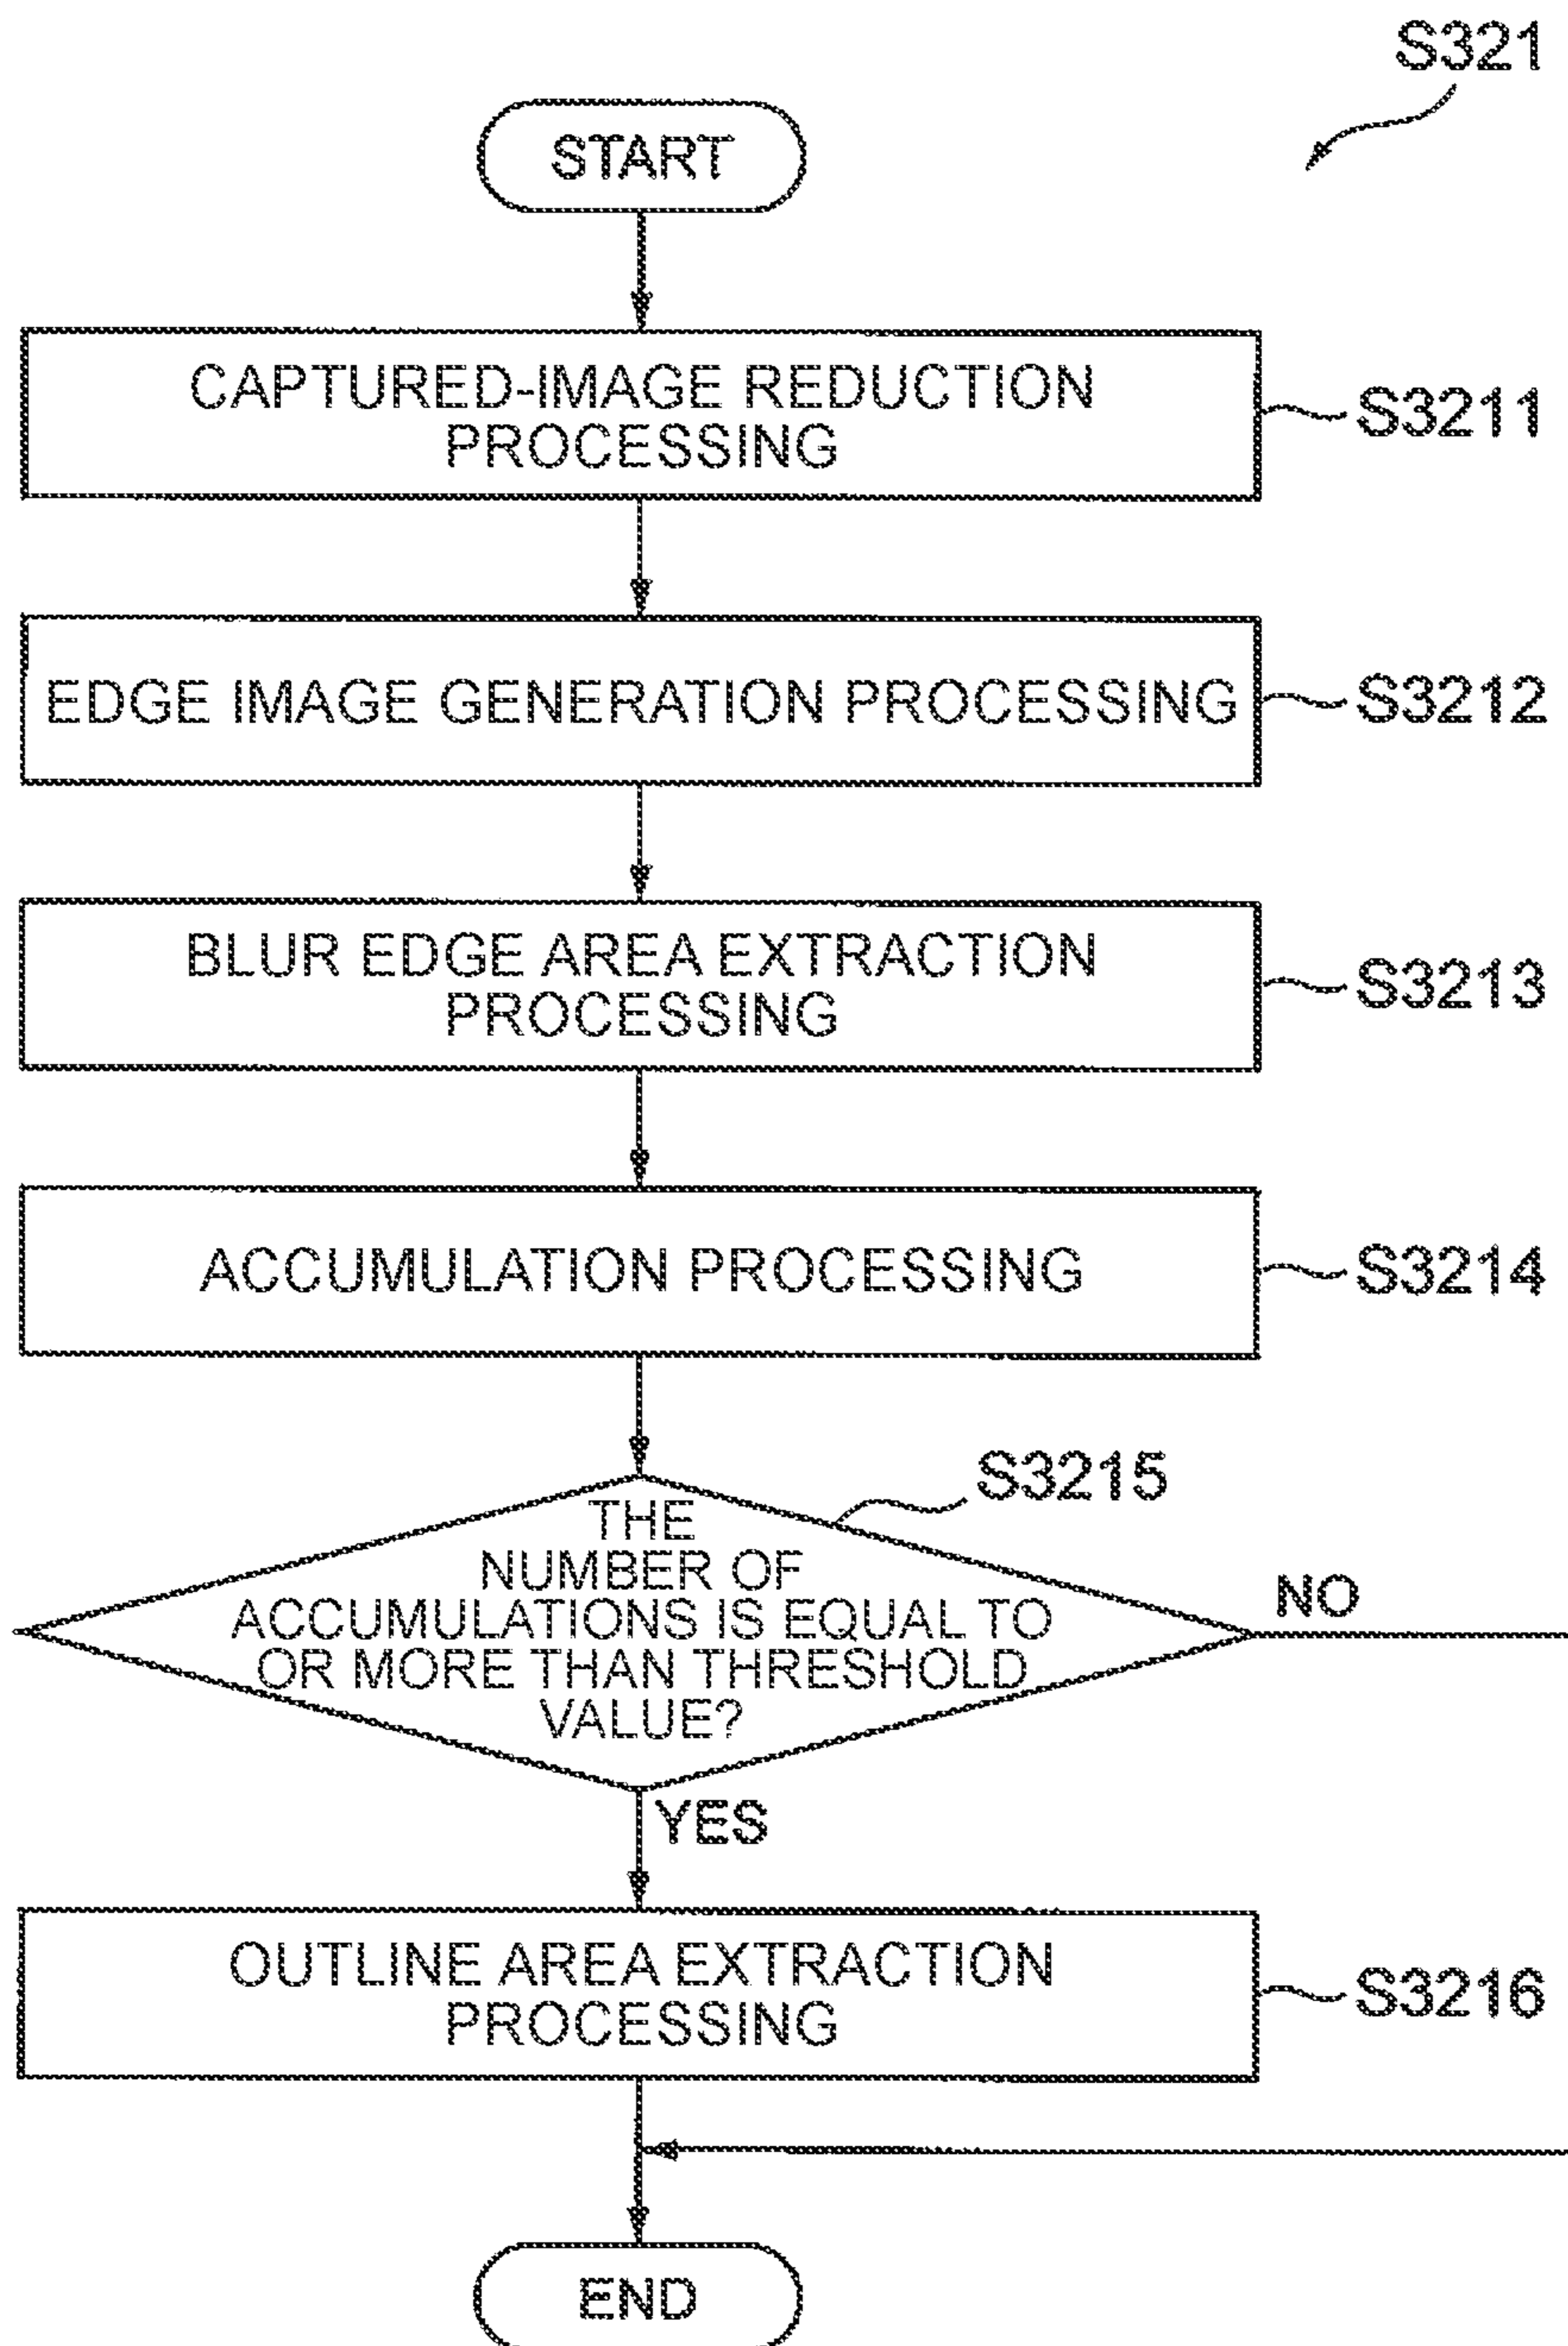 S321
START
CAPTURED-IMAGE REDUCTION
PROCESSING
S3211
EDGE IMAGE GENERATION PROCESSING
S3212
BLUR EDGE AREA EXTRACTION
PROCESSING
S3213
ACCUMULATION PROCESSING
S3214
S3215
THE
NUMBER OF
ACCUMULATIONS IS EQUAL TO
OR MORE THAN THRESHOLD
VALUE?
NO
YES
OUTLINE AREA EXTRACTION
PROCESSING
S3216
END